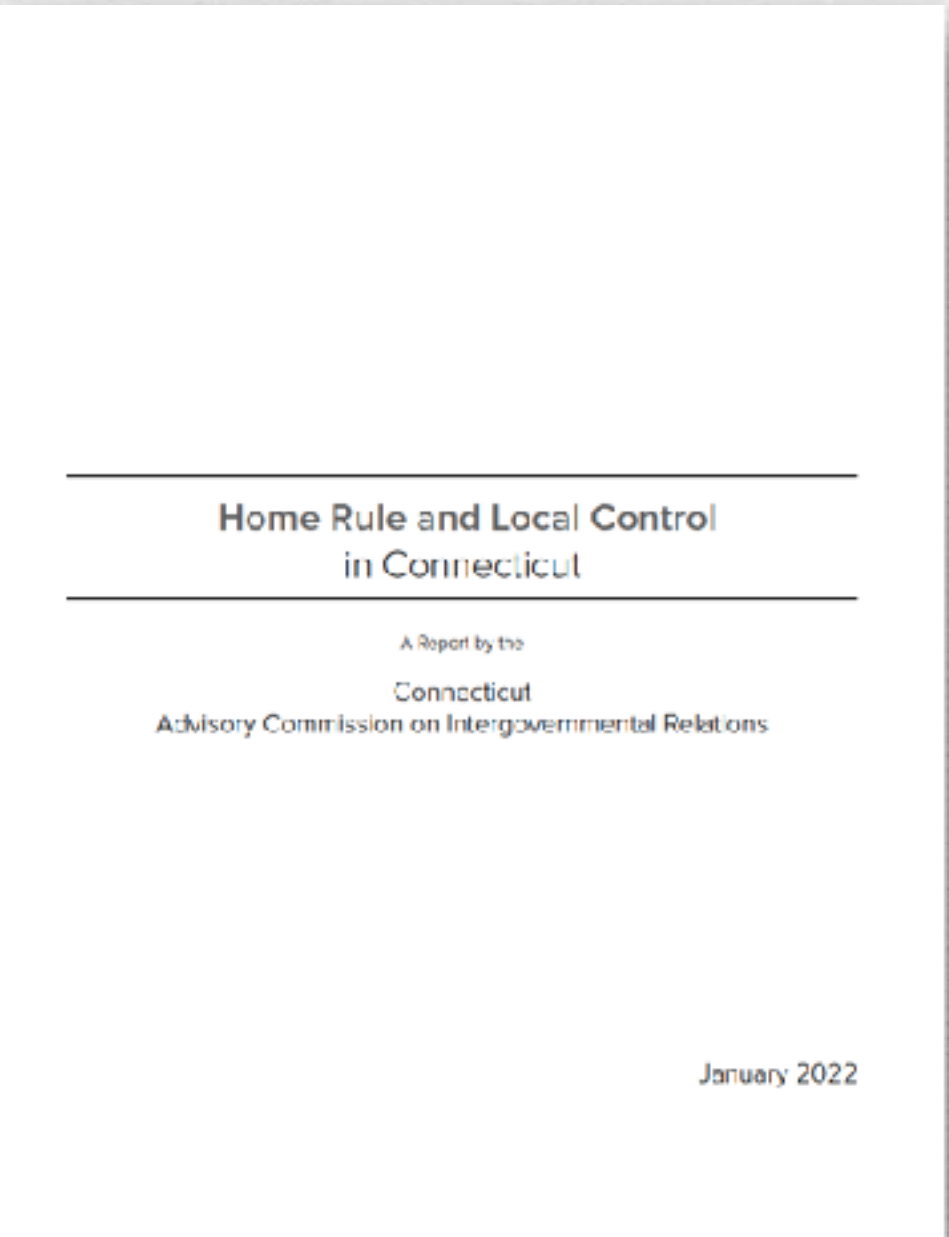 Home Rule and Local Control
in Connecticut
A Report by the
Connecticut
Advisory Commission on Intergovernmental Relations
January 2022